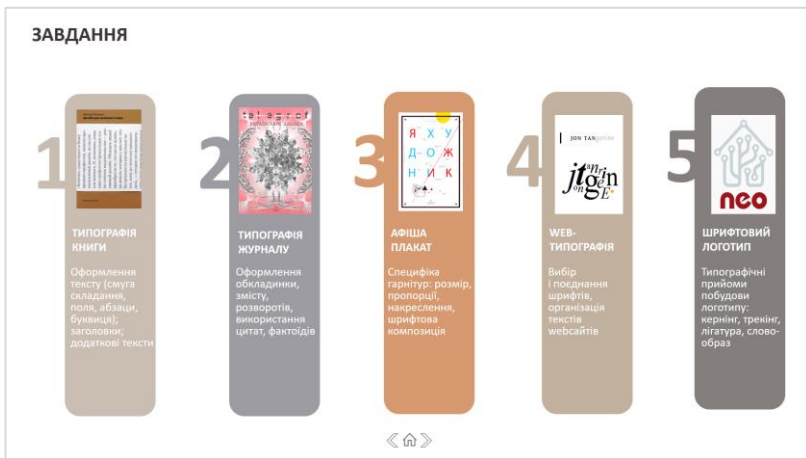 ЗАВДАННЯ
1
ТИПОГРАФІЯ
КНИГИ
Оформлення
тексту (смуга
складання,
поля, абзаци,
буквиця);
заголовки;
додаткові тексти
2
ТИПОГРАФІЯ
ЖУРНАЛУ
Оформлення
обкладинки,
змісту,
розворотів,
використання
цитат, фактоїдів
3
Я Х У
Д О Ж
Н И К
АФІША
ПЛАКАТ
Специфіка
гарнітур: розмір,
пропорції,
накреслення,
шрифтова
композиція
4
JON TAN
WEB-
ТИПОГРАФІЯ
Вибір
і поєднання
шрифтів,
організація
текстів
webсайтів
5
neo
ШРИФТОВИЙ
ЛОГОТИП
Типографічні
прийоми
побудови
логотипу:
кернінг, трекінг,
лігатура, слово-
образ